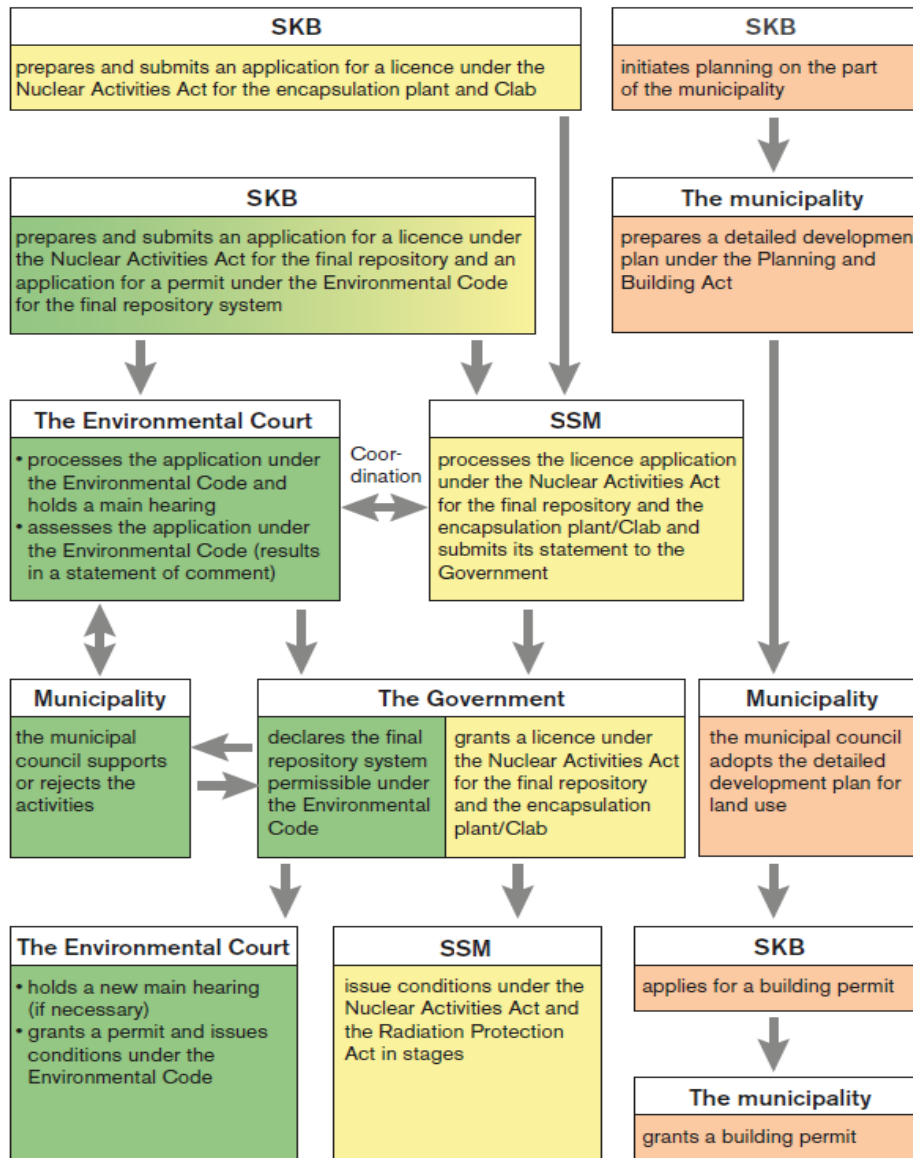 SKB
prepares and submits an application for a licence under the
Nuclear Activities Act for the encapsulation plant and Clab
SKB
initiates planning on the part
of the municipality
SKB
prepares and submits an application for a licence under
the Nuclear Activities Act for the final repository and an
application for a permit under the Environmental Code
for the final repository system
The municipality
prepares a detailed development
plan under the Planning and
Building Act
The Environmental Court
• processes the application under
the Environmental Code and
holds a main hearing
• assesses the application under
the Environmental Code (results
in a statement of comment)
Coor-
dination
SSM
processes the licence application
under the Nuclear Activities Act
for the final repository and the
encapsulation plant/Clab and
submits its statement to the
Government
Municipality
the municipal
council supports
or rejects the
activities
The Government
declares the final
repository system
permissible under
the Environmental
Code
grants a licence under
the Nuclear Activities Act
for the final repository
and the encapsulation
plant/Clab
Municipality
the municipal council
adopts the detailed
development plan for
land use
The Environmental Court
• holds a new main hearing
(if necessary)
• grants a permit and issues
conditions under the
Environmental Code
SSM
issue conditions under the
Nuclear Activities Act and
the Radiation Protection
Act in stages
SKB
applies for a building permit
The municipality
grants a building permit